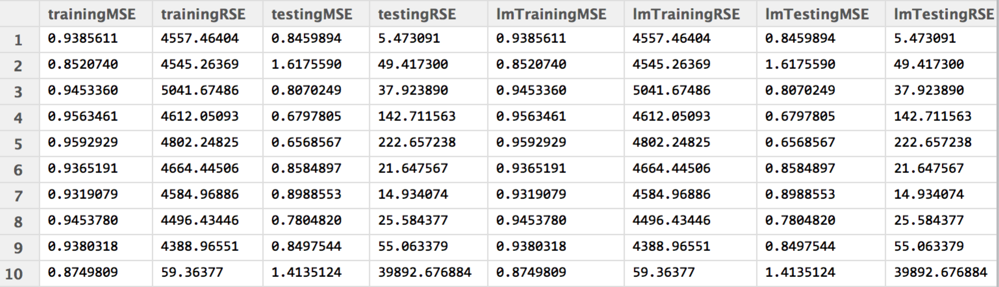 trainingMSE trainingRSE testingMSE testingRSE lmTrainingMSE lmTrainingRSE lmTestingMSE lmTestingRSE
1 0.9385611 4557.46404 0.8459894 5.473091 0.9385611 4557.46404 0.8459894 5.473091
2 0.8520740 4545.26369 1.6175590 49.417300 0.8520740 4545.26369 1.6175590 49.417300
3 0.9453360 5041.67486 0.8070249 37.923890 0.9453360 5041.67486 0.8070249 37.923890
4 0.9563461 4612.05093 0.6797805 142.711563 0.9563461 4612.05093 0.6797805 142.711563
5 0.9592929 4802.24825 0.6568567 222.657238 0.9592929 4802.24825 0.6568567 222.657238
6 0.9365191 4664.44506 0.8584897 21.647567 0.9365191 4664.44506 0.8584897 21.647567
7 0.9319079 4584.96886 0.8988553 14.934074 0.9319079 4584.96886 0.8988553 14.934074
8 0.9453780 4496.43446 0.7804820 25.584377 0.9453780 4496.43446 0.7804820 25.584377
9 0.9380318 4388.96551 0.8497544 55.063379 0.9380318 4388.96551 0.8497544 55.063379
10 0.8749809 59.36377 1.4135124 39892.676884 0.8749809 59.36377 1.4135124 39892.676884